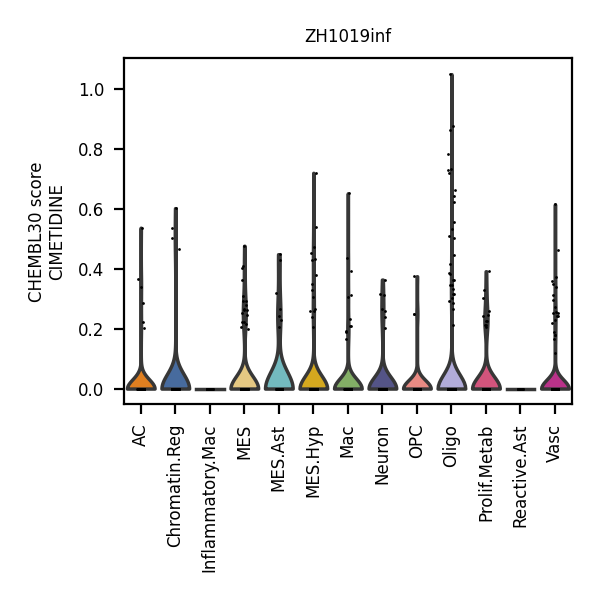 ZH1019inf
CHEMBL30 score
CIMETIDINE
1.0
0.8
0.6
0.4
0.2
0.0
AC
Chromatin.Reg
Inflammatory.Mac
MES
MES.Ast
MES.Hyp
Mac
Neuron
OPC
Oligo
Prolif.Metab
Reactive.Ast
Vasc